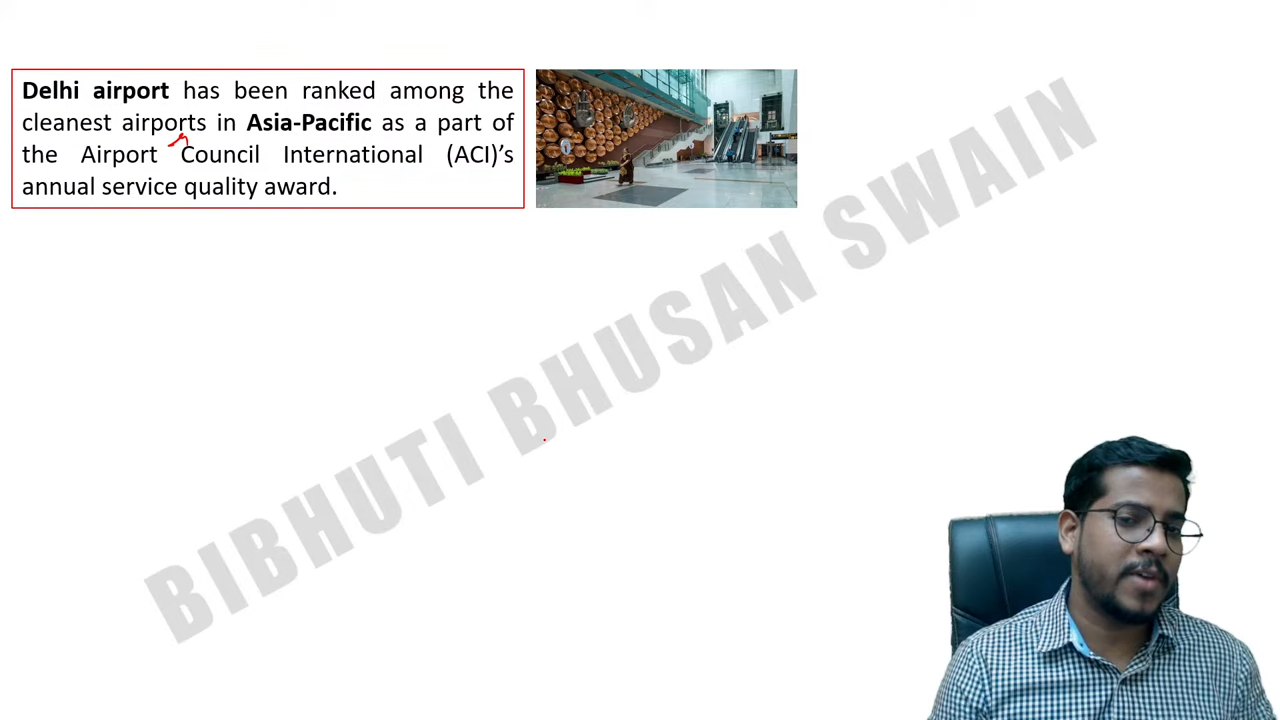 Delhi airport has been ranked among the
cleanest airports in Asia-Pacific as a part of
the Airport Council International (ACI)’s
annual service quality award.
BIBHUTI BHUSAN SWAIN